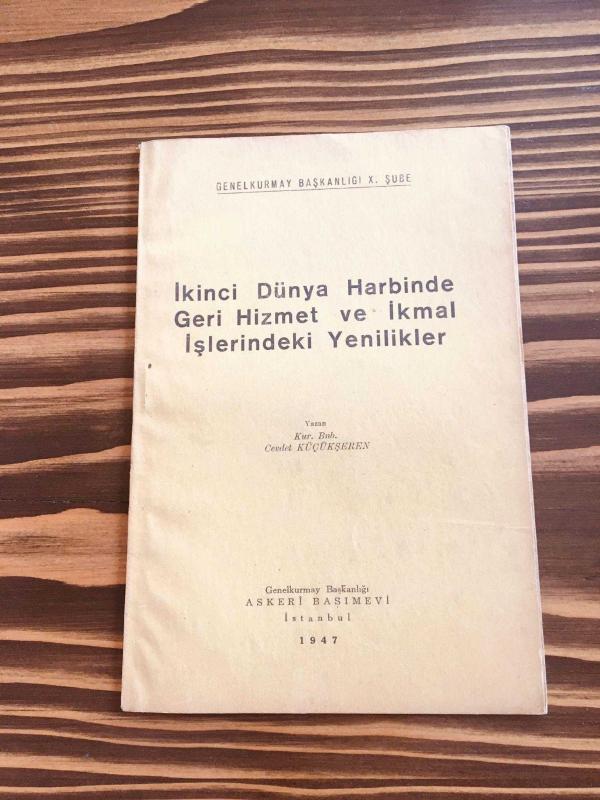 GENELKURMAY BAŞKANLIGI X. ŞUBE
İkinci Dünya Harbinde
Geri Hizmet ve İkmal
İşlerindeki Yenilikler
Yazan
Kur. Bnb.
Cevdet KÜÇÜKŞEREN
Genelkurmay Başkanlığı
ASKERİ BASIMEVİ
İstanbul
1947